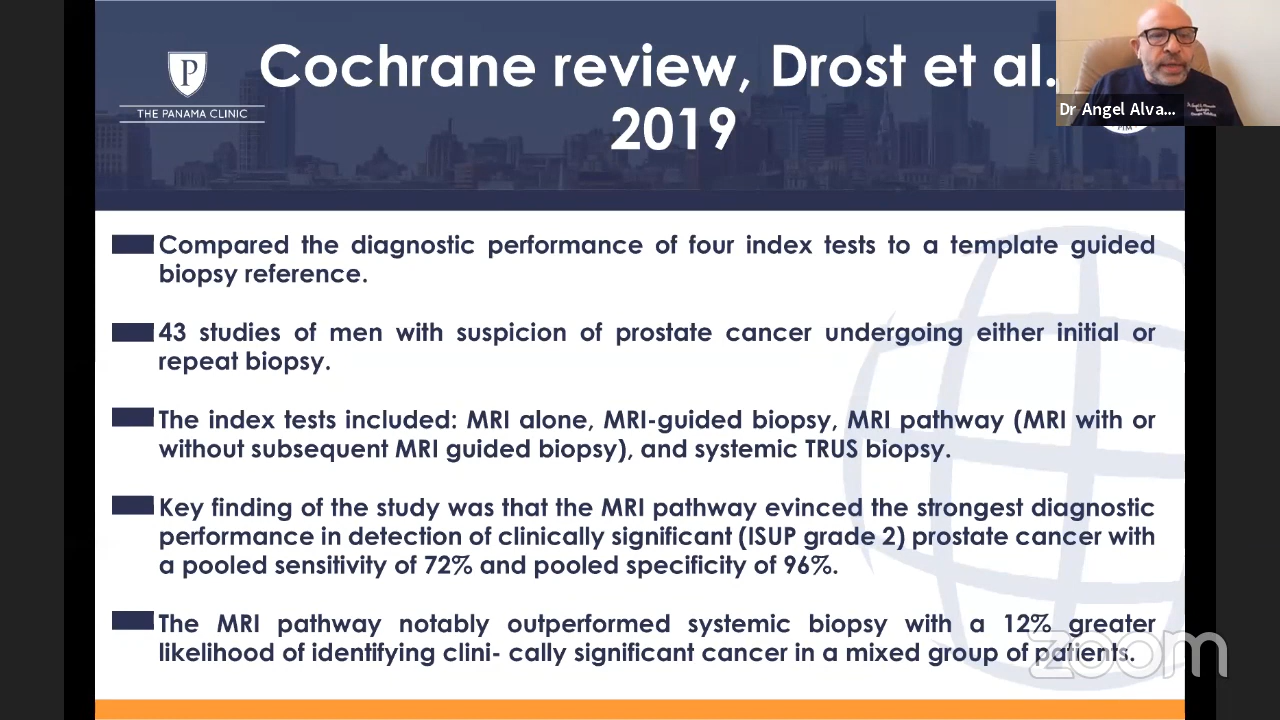 P
THE PANAMA CLINIC
Cochrane review, Drost et al.
2019
Dr Angel Alva...
Compared the diagnostic performance of four index tests to a template guided
biopsy reference.
43 studies of men with suspicion of prostate cancer undergoing either initial or
repeat biopsy.
The index tests included: MRI alone, MRI-guided biopsy, MRI pathway (MRI with or
without subsequent MRI guided biopsy), and systemic TRUS biopsy.
Key finding of the study was that the MRI pathway evinced the strongest diagnostic
performance in detection of clinically significant (ISUP grade 2) prostate cancer with
a pooled sensitivity of 72% and pooled specificity of 96%.
The MRI pathway notably outperformed systemic biopsy with a 12% greater
likelihood of identifying clini- cally significant cancer in a mixed group of patients.
zoom